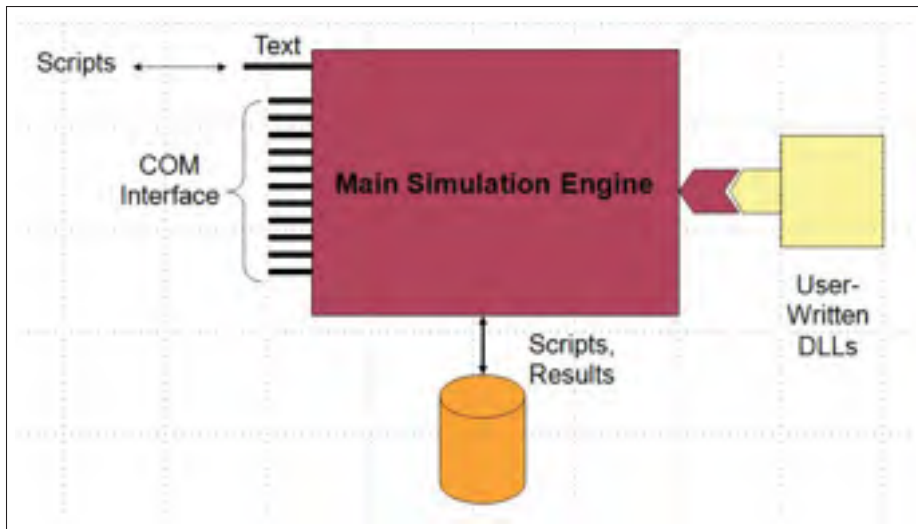 Text
Scripts
COM
Interface
Main Simulation Engine
User-
Written
DLLs
Scripts,
Results